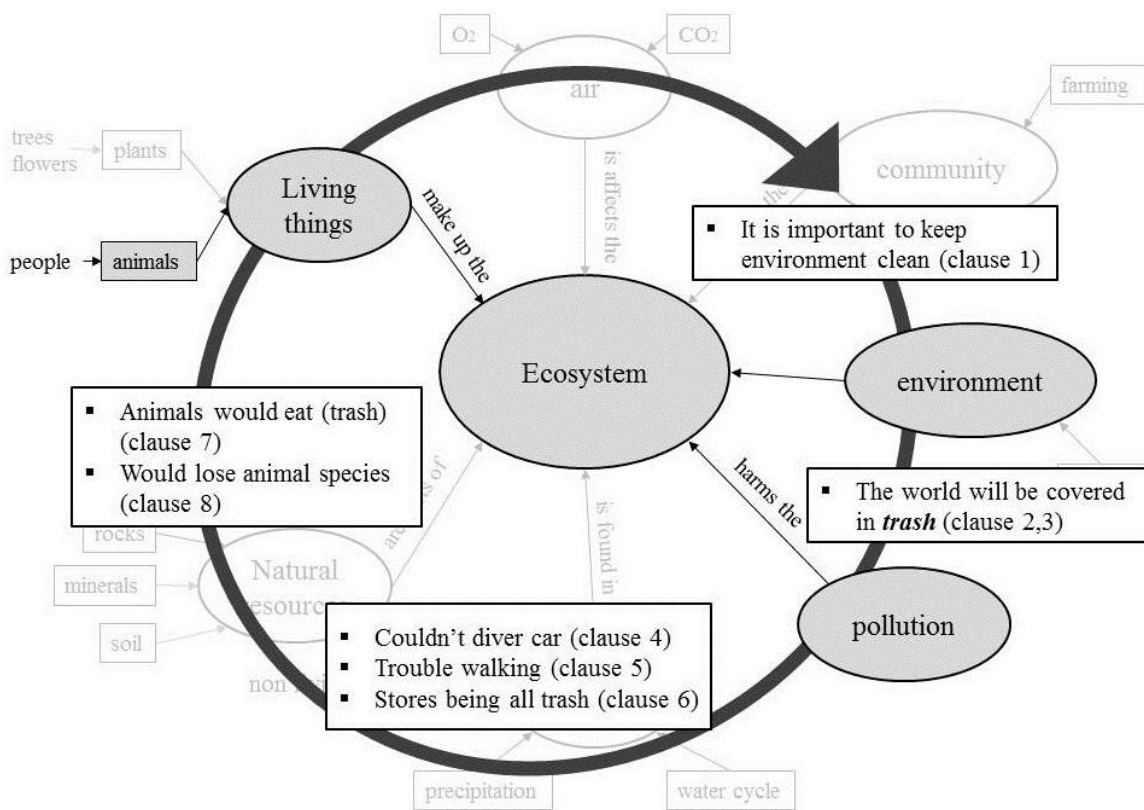 O₂
CO₂
air
farming
trees
flowers
plants
community
Living
things
make up the
is affects the
the
▪ It is important to keep
environment clean (clause 1)
people
animals
Ecosystem
environment
▪ Animals would eat (trash)
(clause 7)
▪ Would lose animal species
(clause 8)
harms the
▪ The world will be covered
in trash (clause 2,3)
of
is found in
rocks
Natural
minerals
pollution
soil
▪ Couldn’t diver car (clause 4)
▪ Trouble walking (clause 5)
▪ Stores being all trash (clause 6)
non
precipitation
water cycle